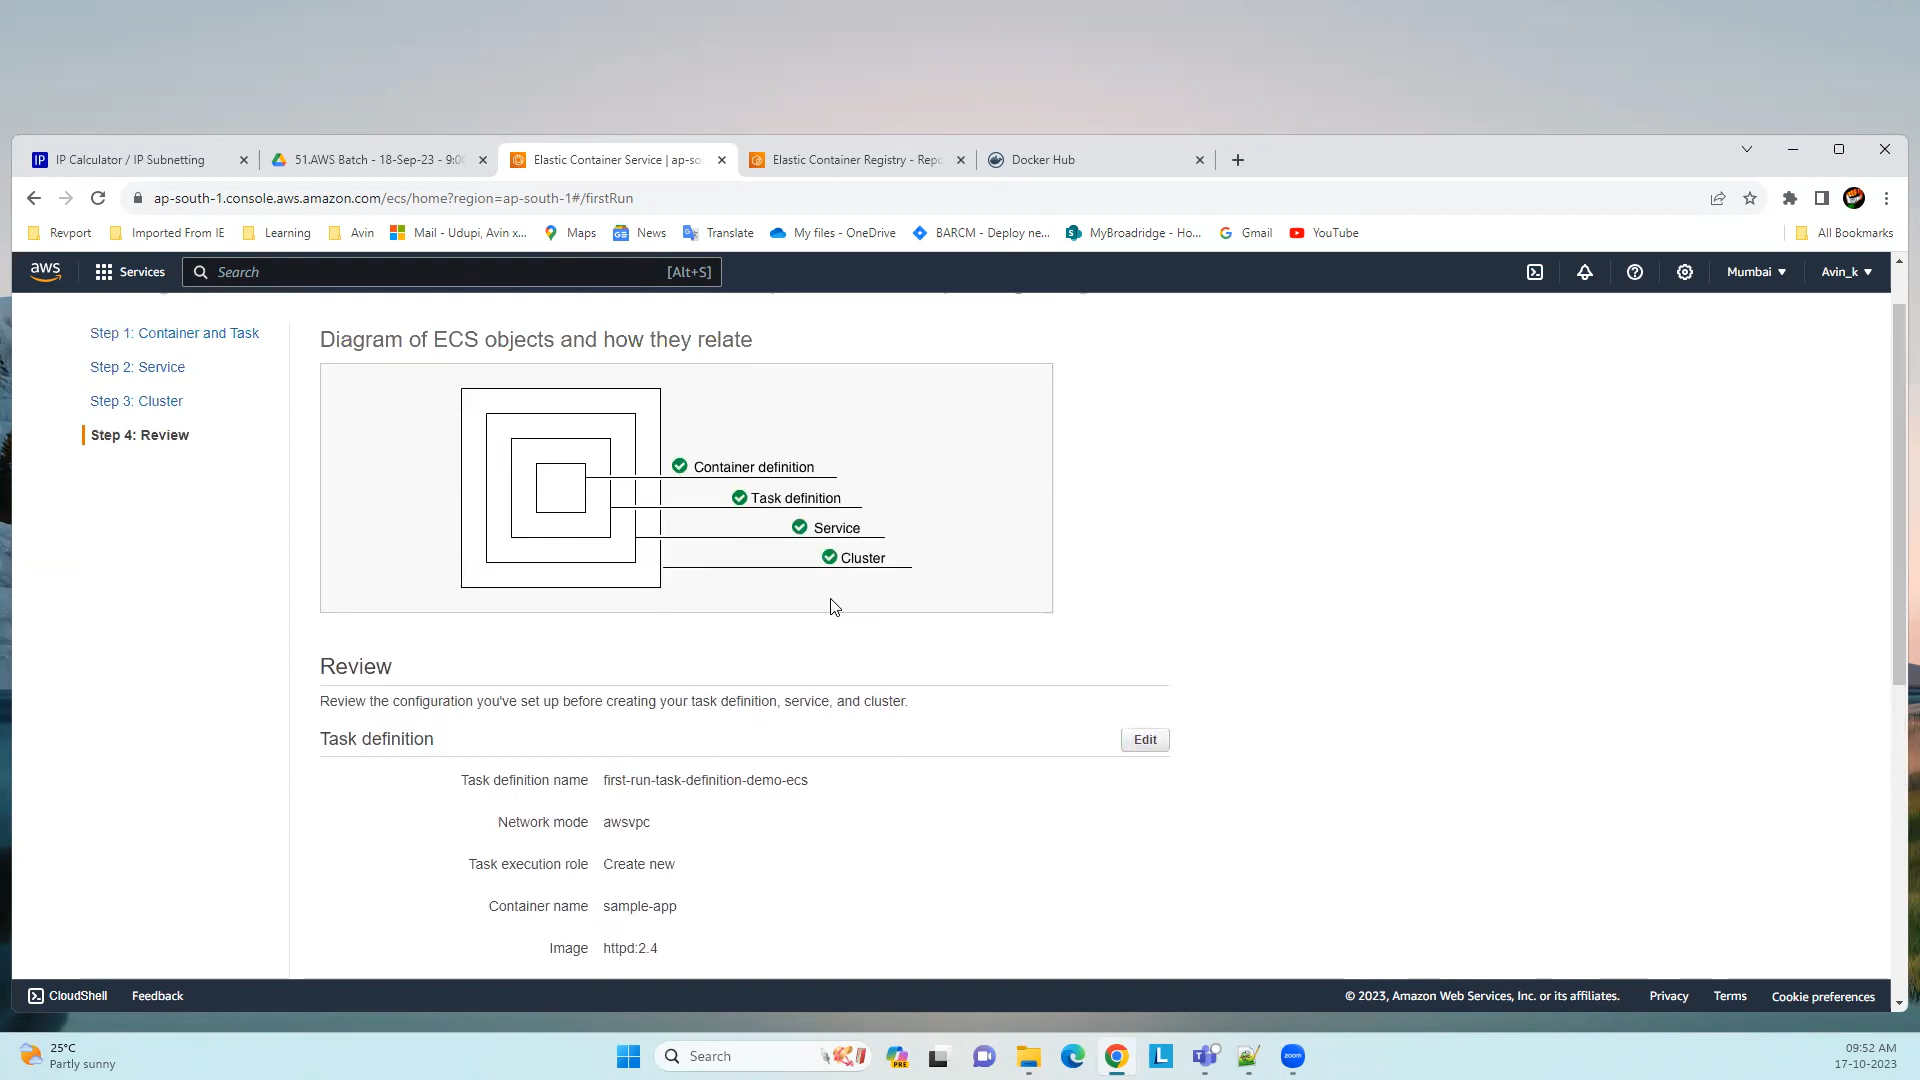 IP Calculator / IP Subnetting
51.AWS Batch - 18-Sep-23 - 9:0
Elastic Container Service | ap-so
Elastic Container Registry - Repo
Docker Hub
ap-south-1.console.aws.amazon.com/ecs/home?region=ap-south-1#/firstRun
Revport
Imported From IE
Learning
Avin
Mail - Udupi, Avin x...
Maps
News
Translate
My files - OneDrive
BARCM - Deploy ne...
MyBroadridge - Ho...
Gmail
YouTube
All Bookmarks
aws
Services
Search
[Alt+S]
Mumbai
Avin_k
Step 1: Container and Task
Step 2: Service
Step 3: Cluster
Step 4: Review
Diagram of ECS objects and how they relate
Container definition
Task definition
Service
Cluster
Review
Review the configuration you've set up before creating your task definition, service, and cluster.
Task definition
Edit
Task definition name first-run-task-definition-demo-ecs
Network mode awsvpc
Task execution role Create new
Container name sample-app
Image httpd:2.4
CloudShell
Feedback
© 2023, Amazon Web Services, Inc. or its affiliates.
Privacy
Terms
Cookie preferences
25°C
Partly sunny
Search
PRE
L
zoom
09:52 AM
17-10-2023